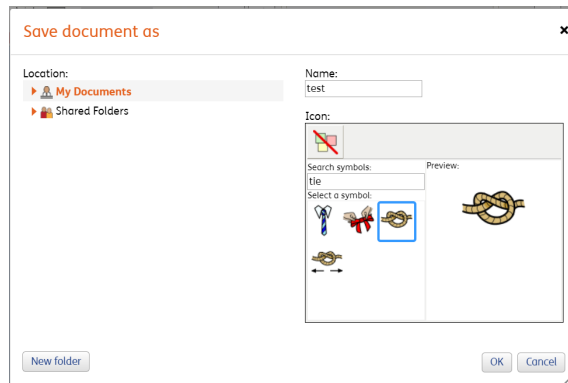 Save document as
Location:
My Documents
Shared Folders
Name:
test
Icon:
Search symbols:
tie
Select a symbol:
Preview:
New folder
OK
Cancel